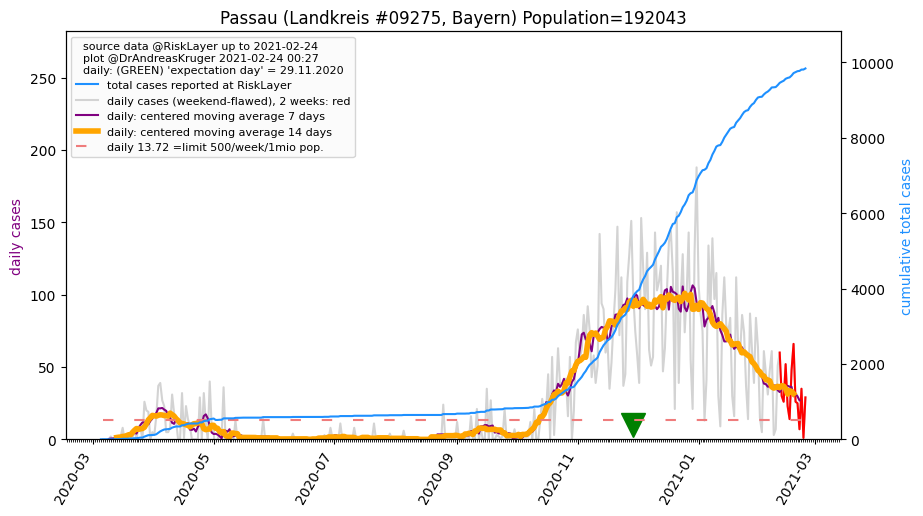 Passau (Landkreis #09275, Bayern) Population=192043
source data @RiskLayer up to 2021-02-24
plot @DrAndreasKruger 2021-02-24 00:27
daily: (GREEN) 'expectation day' = 29.11.2020
total cases reported at RiskLayer
daily cases (weekend-flawed), 2 weeks: red
daily: centered moving average 7 days
daily: centered moving average 14 days
daily 13.72 =limit 500/week/1mio pop.
daily cases
250
200
150
100
50
0
cumulative total cases
10000
8000
6000
4000
2000
0
2020-03
2020-05
2020-07
2020-09
2020-11
2021-01
2021-03